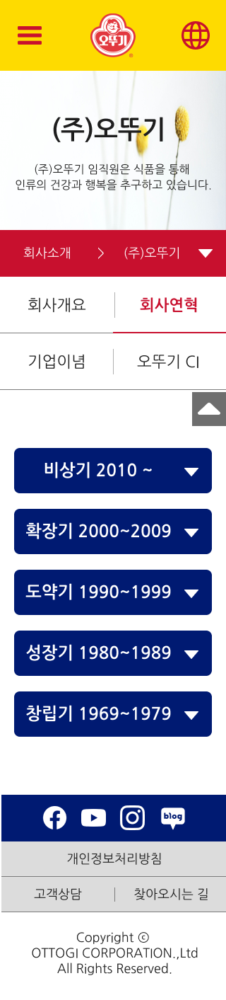 오뚜기
(주)오뚜기
(주)오뚜기 임직원은 식품을 통해
인류의 건강과 행복을 추구하고 있습니다.
회사소개 > (주)오뚜기
회사개요 회사연혁
기업이념 오뚜기 CI
비상기 2010 ~
확장기 2000~2009
도약기 1990~1999
성장기 1980~1989
창립기 1969~1979
blog
개인정보처리방침
고객상담 찾아오시는 길
Copyright ⓒ
OTTOGI CORPORATION.,Ltd
All Rights Reserved.